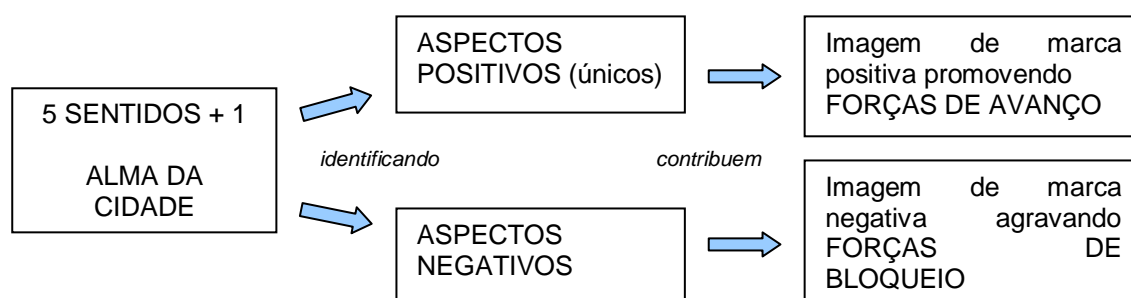 5 SENTIDOS + 1
ALMA DA
CIDADE
identificando
ASPECTOS
POSITIVOS (únicos)
ASPECTOS
NEGATIVOS
contribuem
Imagem de marca
positiva promovendo
FORÇAS DE AVANÇO
Imagem de marca
negativa agravando
FORÇAS DE
BLOQUEIO